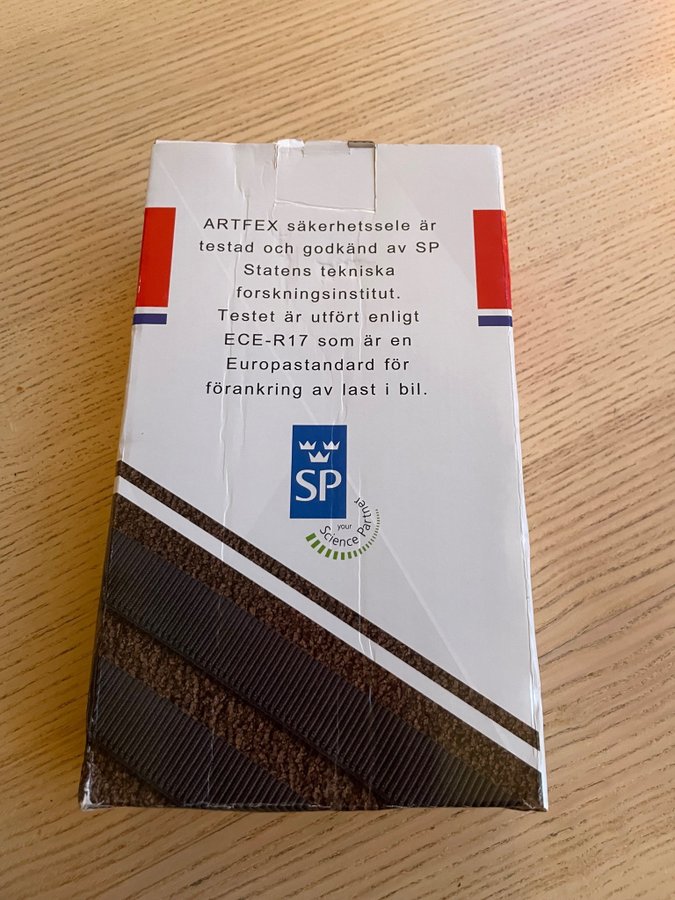 ARTFEX säkerhetssele är
testad och godkänd av SP
Statens tekniska
forskningsinstitut.
Testet är utfört enligt
ECE-R17 som är en
Europastandard för
förankring av last i bil.
SP
your
Science Partner